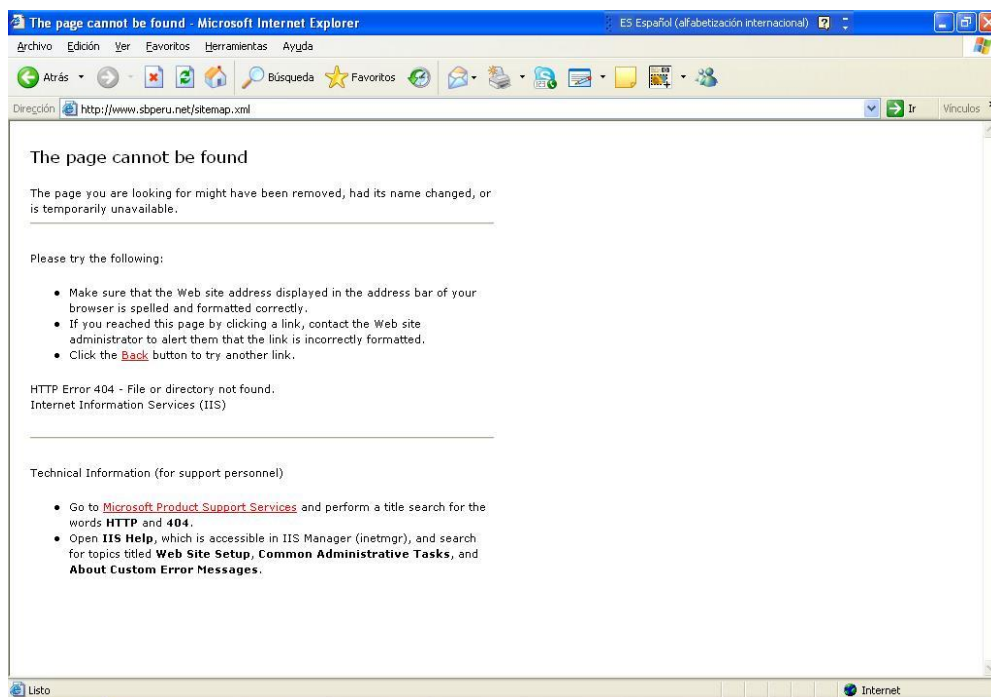 The page cannot be found - Microsoft Internet Explorer
ES Español (alfabetización internacional)
Archivo Edición Ver Favoritos Herramientas Ayuda
Atrás Búsqueda Favoritos
Dirección http://www.sbperu.net/sitemap.xml Ir Vínculos
The page cannot be found
The page you are looking for might have been removed, had its name changed, or
is temporarily unavailable.
Please try the following:
Make sure that the Web site address displayed in the address bar of your
browser is spelled and formatted correctly.
If you reached this page by clicking a link, contact the Web site
administrator to alert them that the link is incorrectly formatted.
Click the Back button to try another link.
HTTP Error 404 - File or directory not found.
Internet Information Services (IIS)
Technical Information (for support personnel)
Go to Microsoft Product Support Services and perform a title search for the
words HTTP and 404.
Open IIS Help, which is accessible in IIS Manager (inetmgr), and search
for topics titled Web Site Setup, Common Administrative Tasks, and
About Custom Error Messages.
Listo Internet